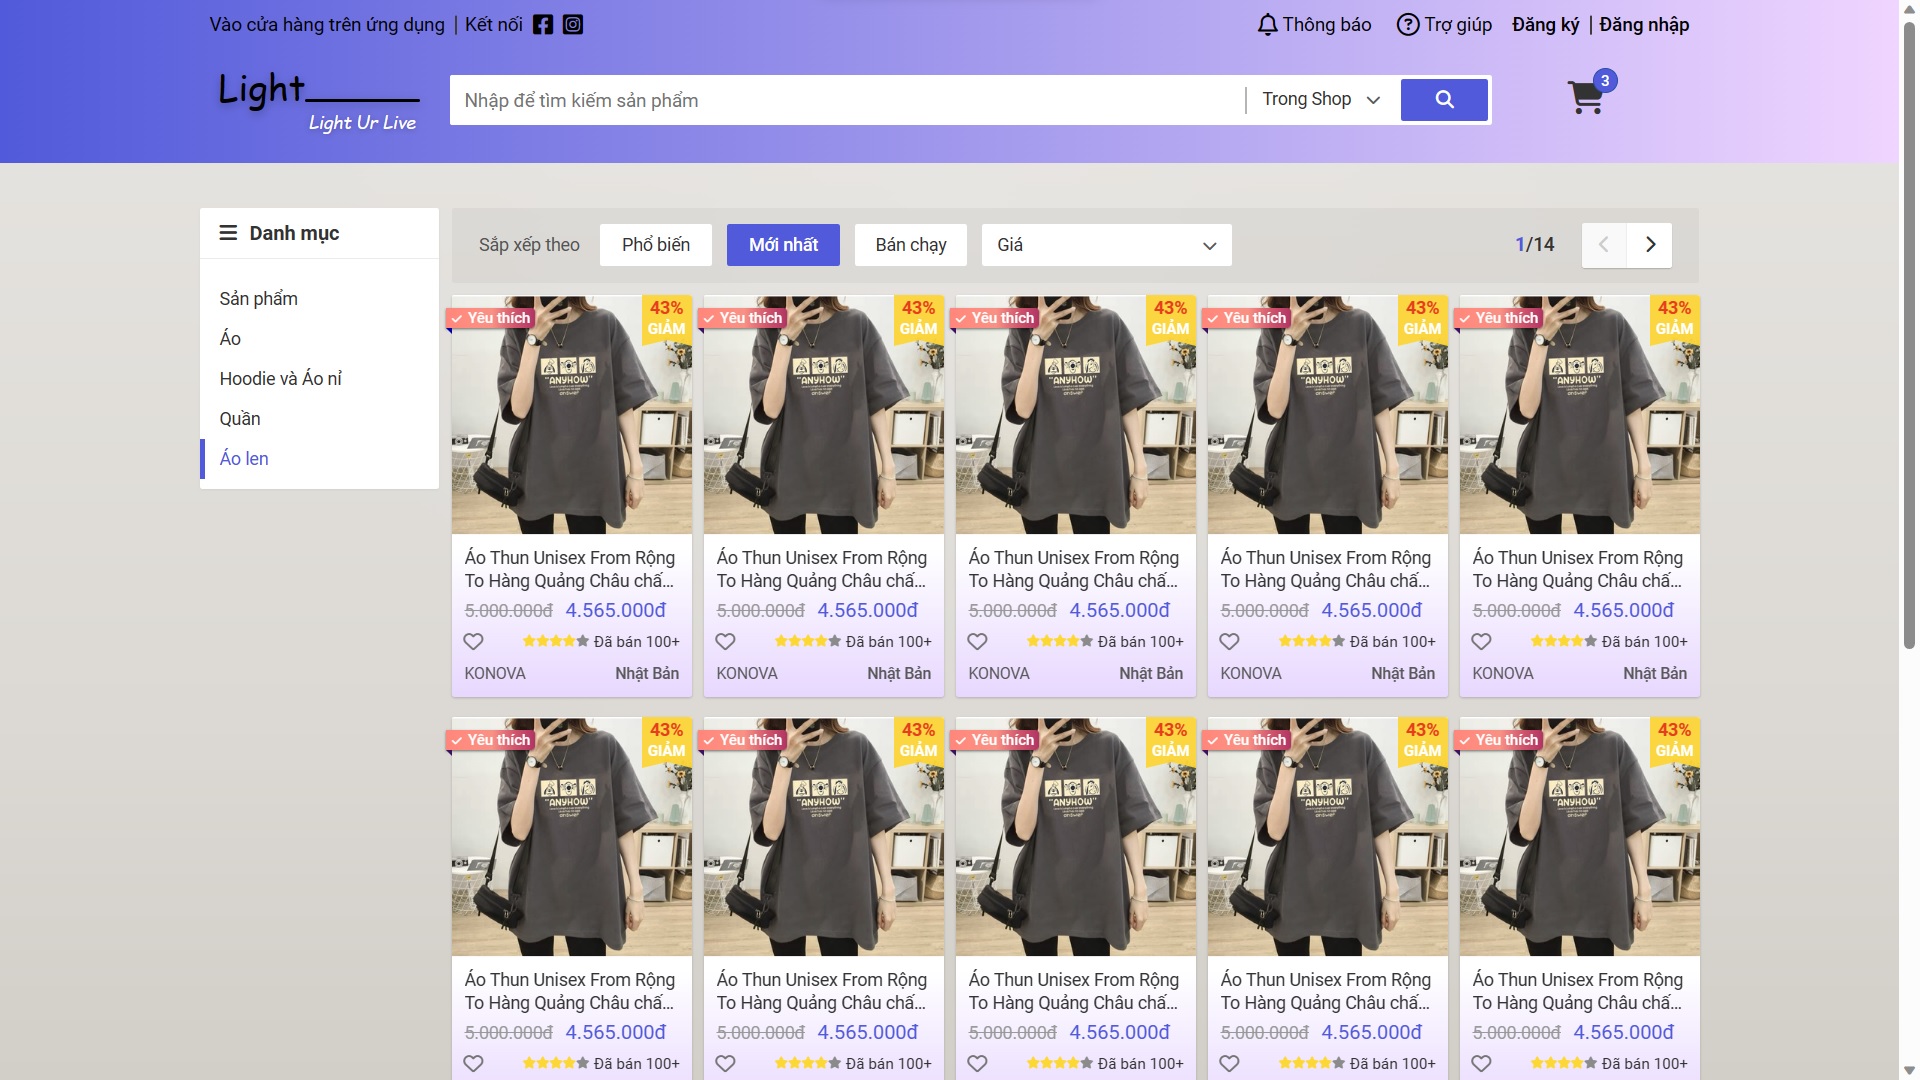 Vào cửa hàng trên ứng dụng | Kết nối
Thông báo Trợ giúp Đăng ký | Đăng nhập
Light
Light Ur Live
Nhập để tìm kiếm sản phẩm
Trong Shop
3
Danh mục
Sản phẩm
Áo
Hoodie và Áo nỉ
Quần
Áo len
Sắp xếp theo Phổ biến Mới nhất Bán chạy Giá 1/14
43% 43% 43% 43% 43%
Yêu thích Yêu thích Yêu thích Yêu thích Yêu thích
GIẢM GIẢM GIẢM GIẢM GIẢM
"ANYHOW" "ANYHOW" "ANYHOW" "ANYHOW" "ANYHOW"
Áo Thun Unisex From Rộng Áo Thun Unisex From Rộng Áo Thun Unisex From Rộng Áo Thun Unisex From Rộng Áo Thun Unisex From Rộng
To Hàng Quảng Châu chấ... To Hàng Quảng Châu chấ... To Hàng Quảng Châu chấ... To Hàng Quảng Châu chấ... To Hàng Quảng Châu chấ...
5.000.000đ 4.565.000đ 5.000.000đ 4.565.000đ 5.000.000đ 4.565.000đ 5.000.000đ 4.565.000đ 5.000.000đ 4.565.000đ
Đã bán 100+ Đã bán 100+ Đã bán 100+ Đã bán 100+ Đã bán 100+
KONOVA Nhật Bản KONOVA Nhật Bản KONOVA Nhật Bản KONOVA Nhật Bản KONOVA Nhật Bản
43% 43% 43% 43% 43%
Yêu thích Yêu thích Yêu thích Yêu thích Yêu thích
GIẢM GIẢM GIẢM GIẢM GIẢM
"ANYHOW" "ANYHOW" "ANYHOW" "ANYHOW" "ANYHOW"
Áo Thun Unisex From Rộng Áo Thun Unisex From Rộng Áo Thun Unisex From Rộng Áo Thun Unisex From Rộng Áo Thun Unisex From Rộng
To Hàng Quảng Châu chấ... To Hàng Quảng Châu chấ... To Hàng Quảng Châu chấ... To Hàng Quảng Châu chấ... To Hàng Quảng Châu chấ...
5.000.000đ 4.565.000đ 5.000.000đ 4.565.000đ 5.000.000đ 4.565.000đ 5.000.000đ 4.565.000đ 5.000.000đ 4.565.000đ
Đã bán 100+ Đã bán 100+ Đã bán 100+ Đã bán 100+ Đã bán 100+